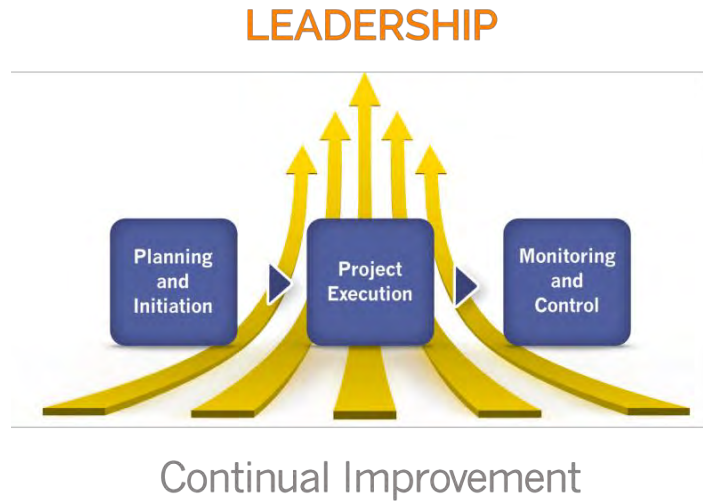 LEADERSHIP
Planning
and
Initiation
Project
Execution
Monitoring
and
Control
Continual Improvement